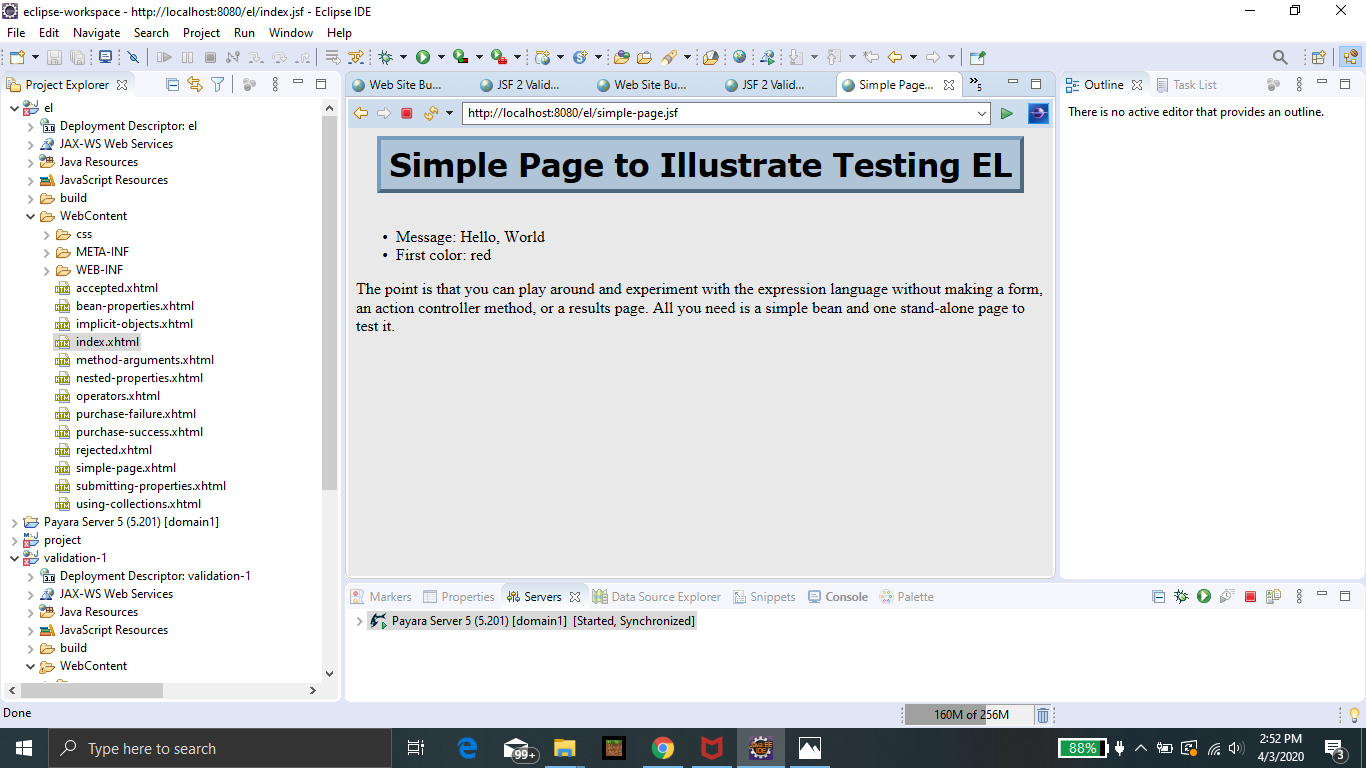 eclipse-workspace - http://localhost:8080/el/index.jsf - Eclipse IDE
File Edit Navigate Search Project Run Window Help
Project Explorer
el
Deployment Descriptor: el
JAX-WS Web Services
Java Resources
JavaScript Resources
build
WebContent
css
META-INF
WEB-INF
accepted.xhtml
bean-properties.xhtml
implicit-objects.xhtml
index.xhtml
method-arguments.xhtml
nested-properties.xhtml
operators.xhtml
purchase-failure.xhtml
purchase-success.xhtml
rejected.xhtml
simple-page.xhtml
submitting-properties.xhtml
using-collections.xhtml
Payara Server 5 (5.201) [domain1]
project
validation-1
Deployment Descriptor: validation-1
JAX-WS Web Services
Java Resources
JavaScript Resources
build
WebContent
Web Site Bu... JSF 2 Valid... Web Site Bu... JSF 2 Valid... Simple Page... »5
http://localhost:8080/el/simple-page.jsf
Simple Page to Illustrate Testing EL
• Message: Hello, World
• First color: red
The point is that you can play around and experiment with the expression language without making a form,
an action controller method, or a results page. All you need is a simple bean and one stand-alone page to
test it.
Outline Task List
There is no active editor that provides an outline.
Markers Properties Servers Data Source Explorer Snippets Console Palette
Payara Server 5 (5.201) [domain1] [Started, Synchronized]
Done
160M of 256M
Type here to search
99+
88%
2:52 PM
4/3/2020
3